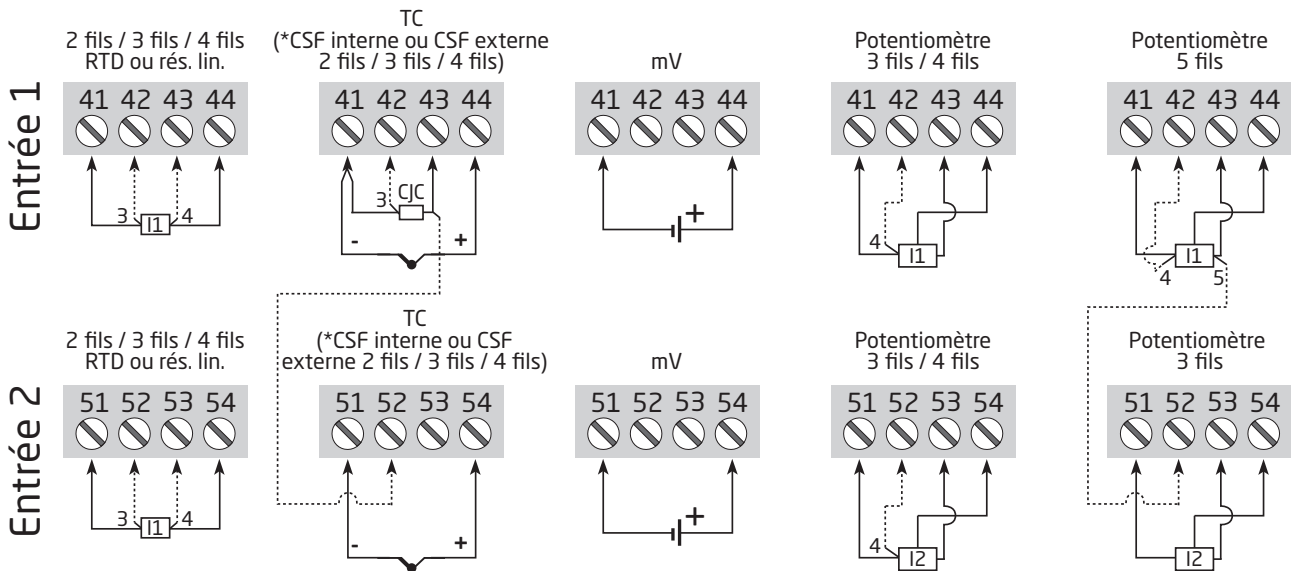 Entrée 1
2 fils / 3 fils / 4 fils
RTD ou rés. lin.
41 42 43 44
3 I1 4
TC
(*CSF interne ou CSF externe
2 fils / 3 fils / 4 fils)
41 42 43 44
3 CJC
- +
mV
41 42 43 44
+
Potentiomètre
3 fils / 4 fils
41 42 43 44
4 I1
Potentiomètre
5 fils
41 42 43 44
I1
4 5
Entrée 2
2 fils / 3 fils / 4 fils
RTD ou rés. lin.
51 52 53 54
3 I1 4
TC
(*CSF interne ou CSF
externe 2 fils / 3 fils / 4 fils)
51 52 53 54
- +
mV
51 52 53 54
+
Potentiomètre
3 fils / 4 fils
51 52 53 54
4 I2
Potentiomètre
3 fils
51 52 53 54
I2